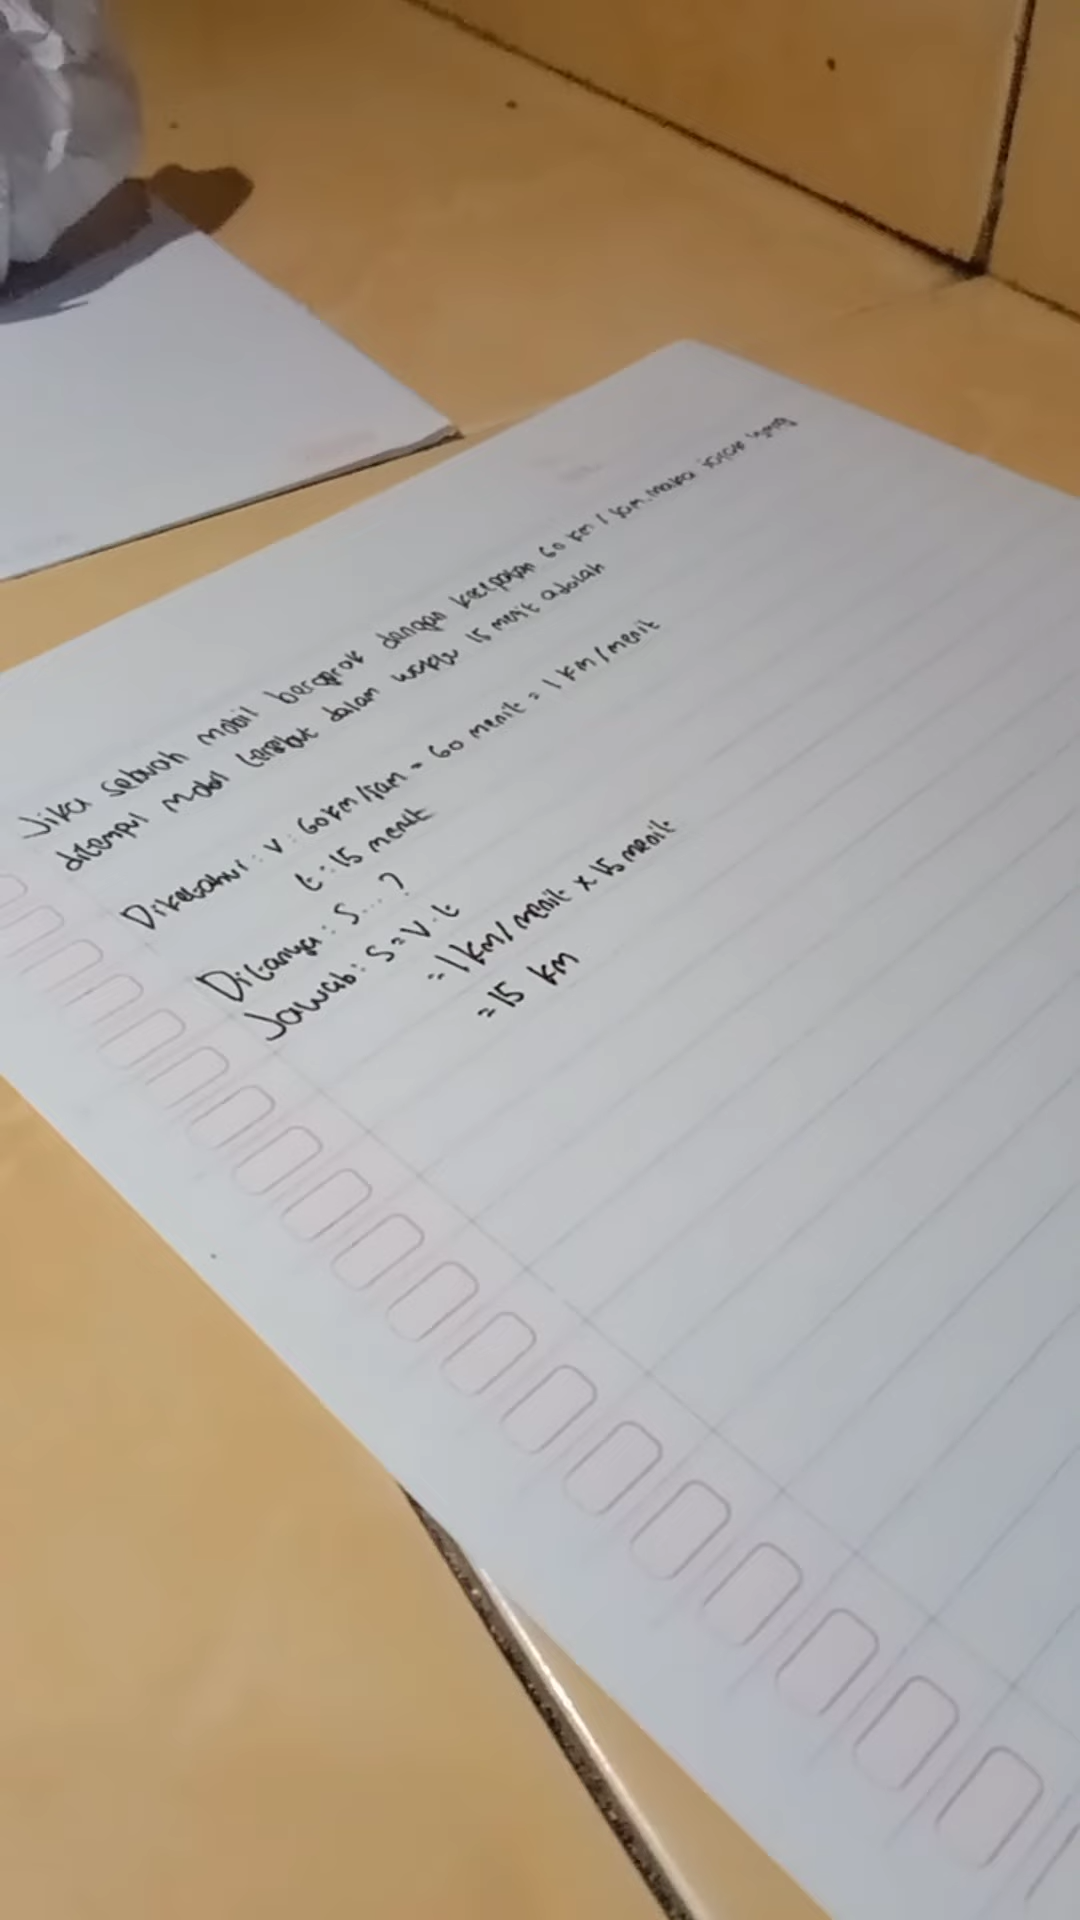 Jika sebuah mobil bergerak dengan kecepatan 60 km / jam. maka jarak yang
ditempuh mobil tersebut dalam waktu 15 menit adalah
Diketahui : v : 60 km / jam = 60 menit = 1 km / menit
t : 15 menit
Ditanya : s...?
Jawab : s = v . t
= 1 km / menit x 15 menit
= 15 km